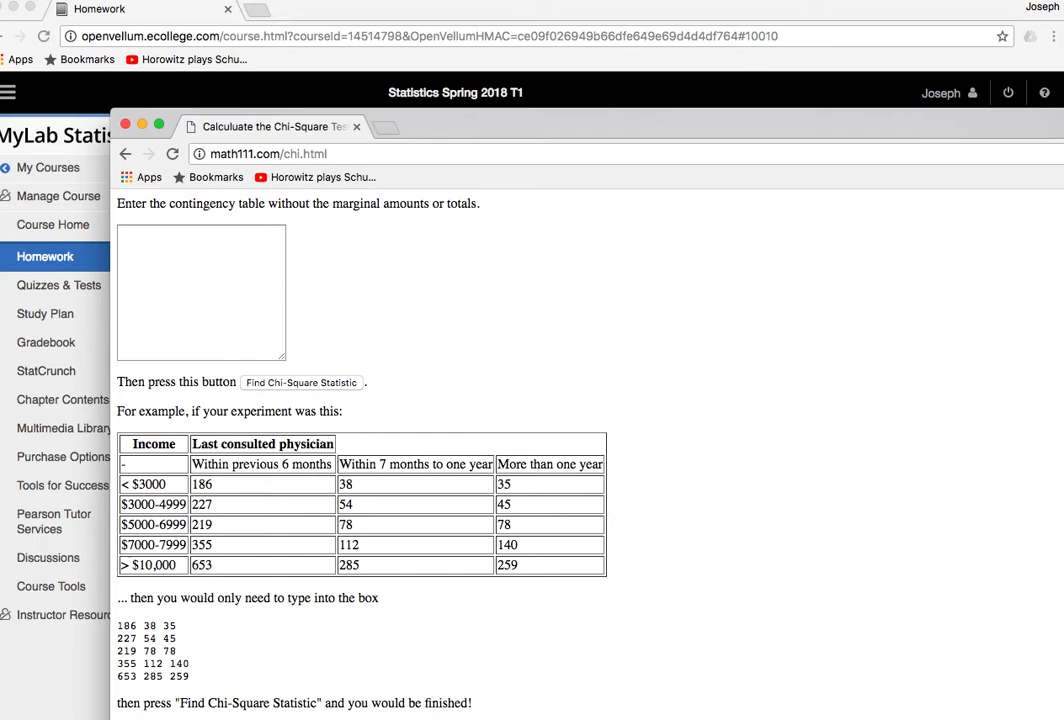 Homework
Joseph
openvellum.ecollege.com/course.html?courseId=14514798&OpenVellumHMAC=ce09f026949b66dfe649e69d4d4df764#10010
Apps Bookmarks Horowitz plays Schu...
Statistics Spring 2018 T1
Joseph
MyLab Statis
My Courses
Manage Course
Course Home
Homework
Quizzes & Tests
Study Plan
Gradebook
StatCrunch
Chapter Contents
Multimedia Library
Purchase Options
Tools for Success
Pearson Tutor
Services
Discussions
Course Tools
Instructor Resour
Calculuate the Chi-Square Tes
math111.com/chi.html
Apps Bookmarks Horowitz plays Schu...
Enter the contingency table without the marginal amounts or totals.
Then press this button Find Chi-Square Statistic .
For example, if your experiment was this:
Income Last consulted physician
- Within previous 6 months Within 7 months to one year More than one year
< $3000 186 38 35
$3000-4999 227 54 45
$5000-6999 219 78 78
$7000-7999 355 112 140
> $10,000 653 285 259
... then you would only need to type into the box
186 38 35
227 54 45
219 78 78
355 112 140
653 285 259
then press "Find Chi-Square Statistic" and you would be finished!